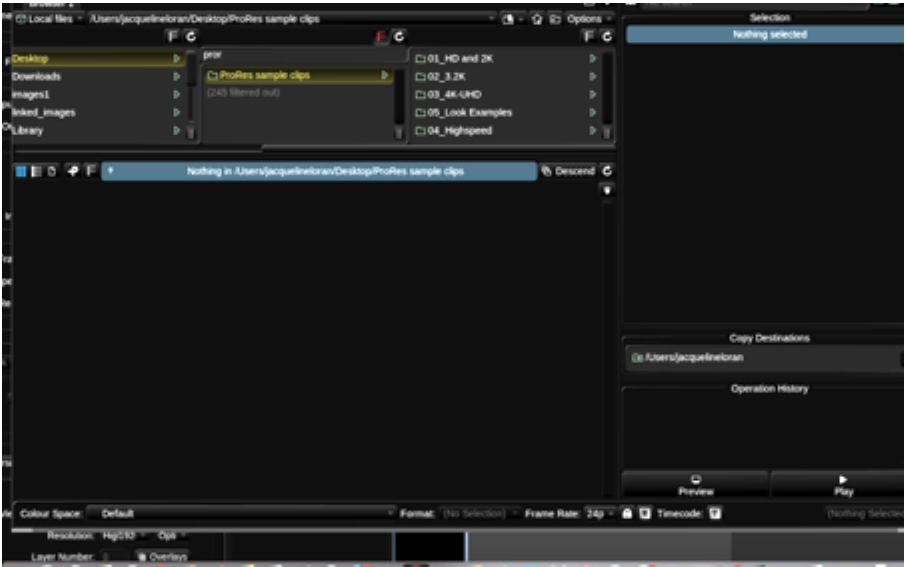 Browser 1
Local files /Users/jacquelineloran/Desktop/ProRes sample clips Options
F F F
Desktop
Downloads
images1
linked_images
Library
pror
ProRes sample clips
(245 filtered out)
01_HD and 2K
02_3.2K
03_4K-UHD
05_Look Examples
04_Highspeed
F Nothing in /Users/jacquelineloran/Desktop/ProRes sample clips Descend
Selection
Nothing selected
Copy Destinations
/Users/jacquelineloran
Operation History
Preview Play
Colour Space: Default Format: (No Selection) Frame Rate: 24p Timecode: (Nothing Selected
Resolution:
Layer Number: Overlays